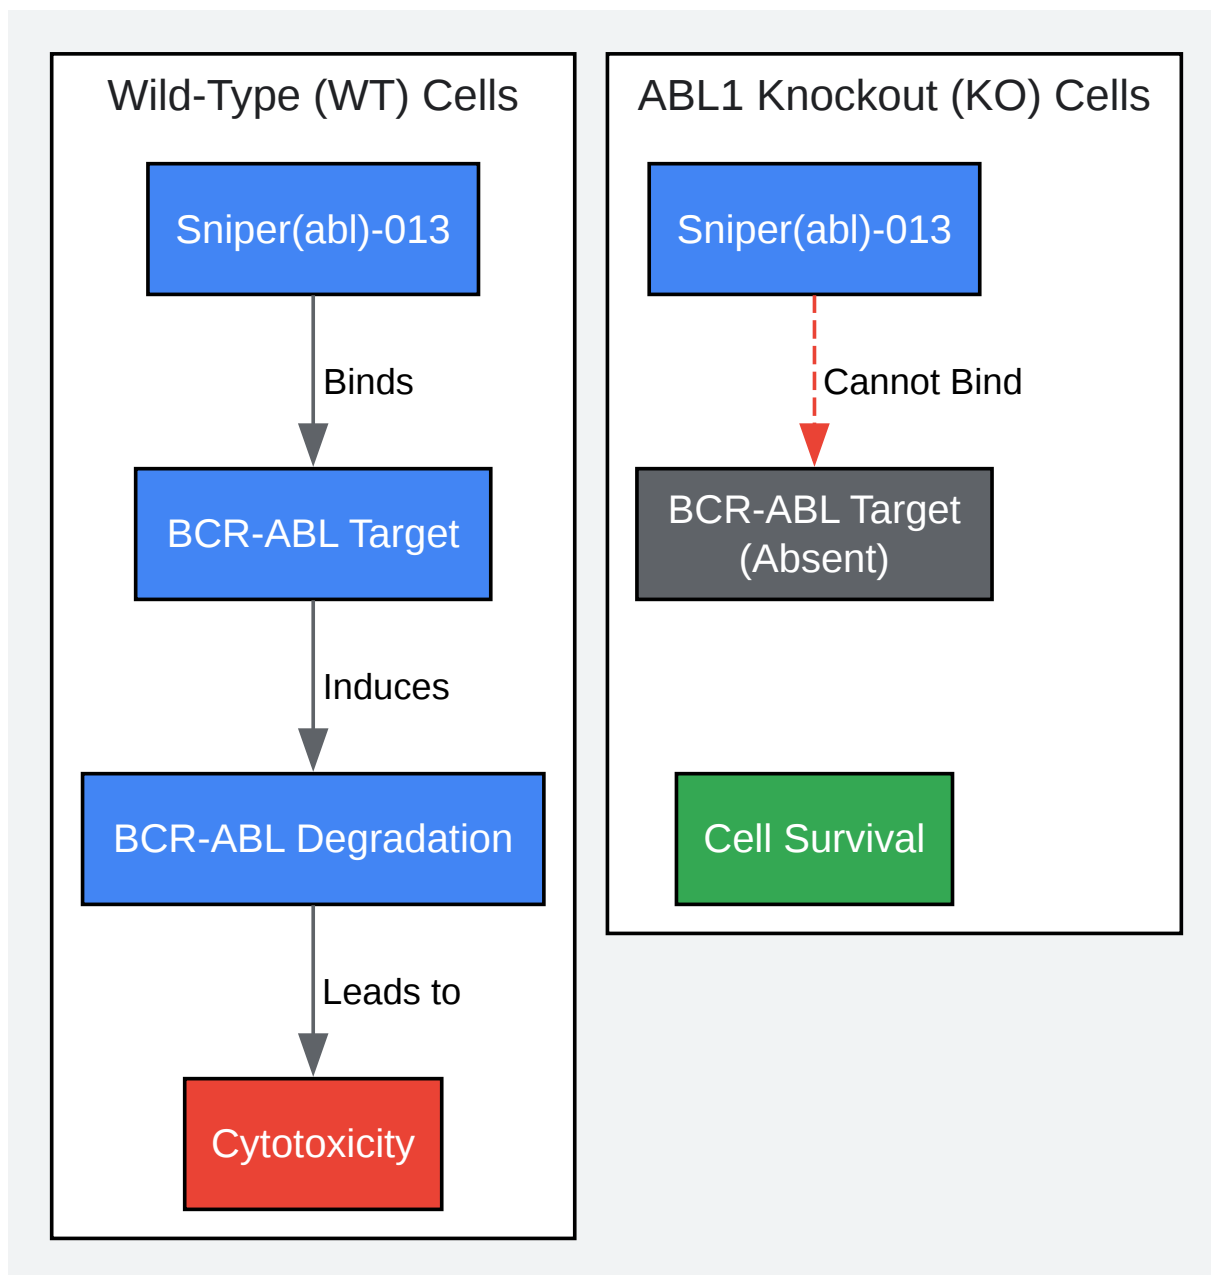 Wild-Type (WT) Cells
Sniper(abl)-013
Binds
BCR-ABL Target
Induces
BCR-ABL Degradation
Leads to
Cytotoxicity
ABL1 Knockout (KO) Cells
Sniper(abl)-013
Cannot Bind
BCR-ABL Target
(Absent)
Cell Survival